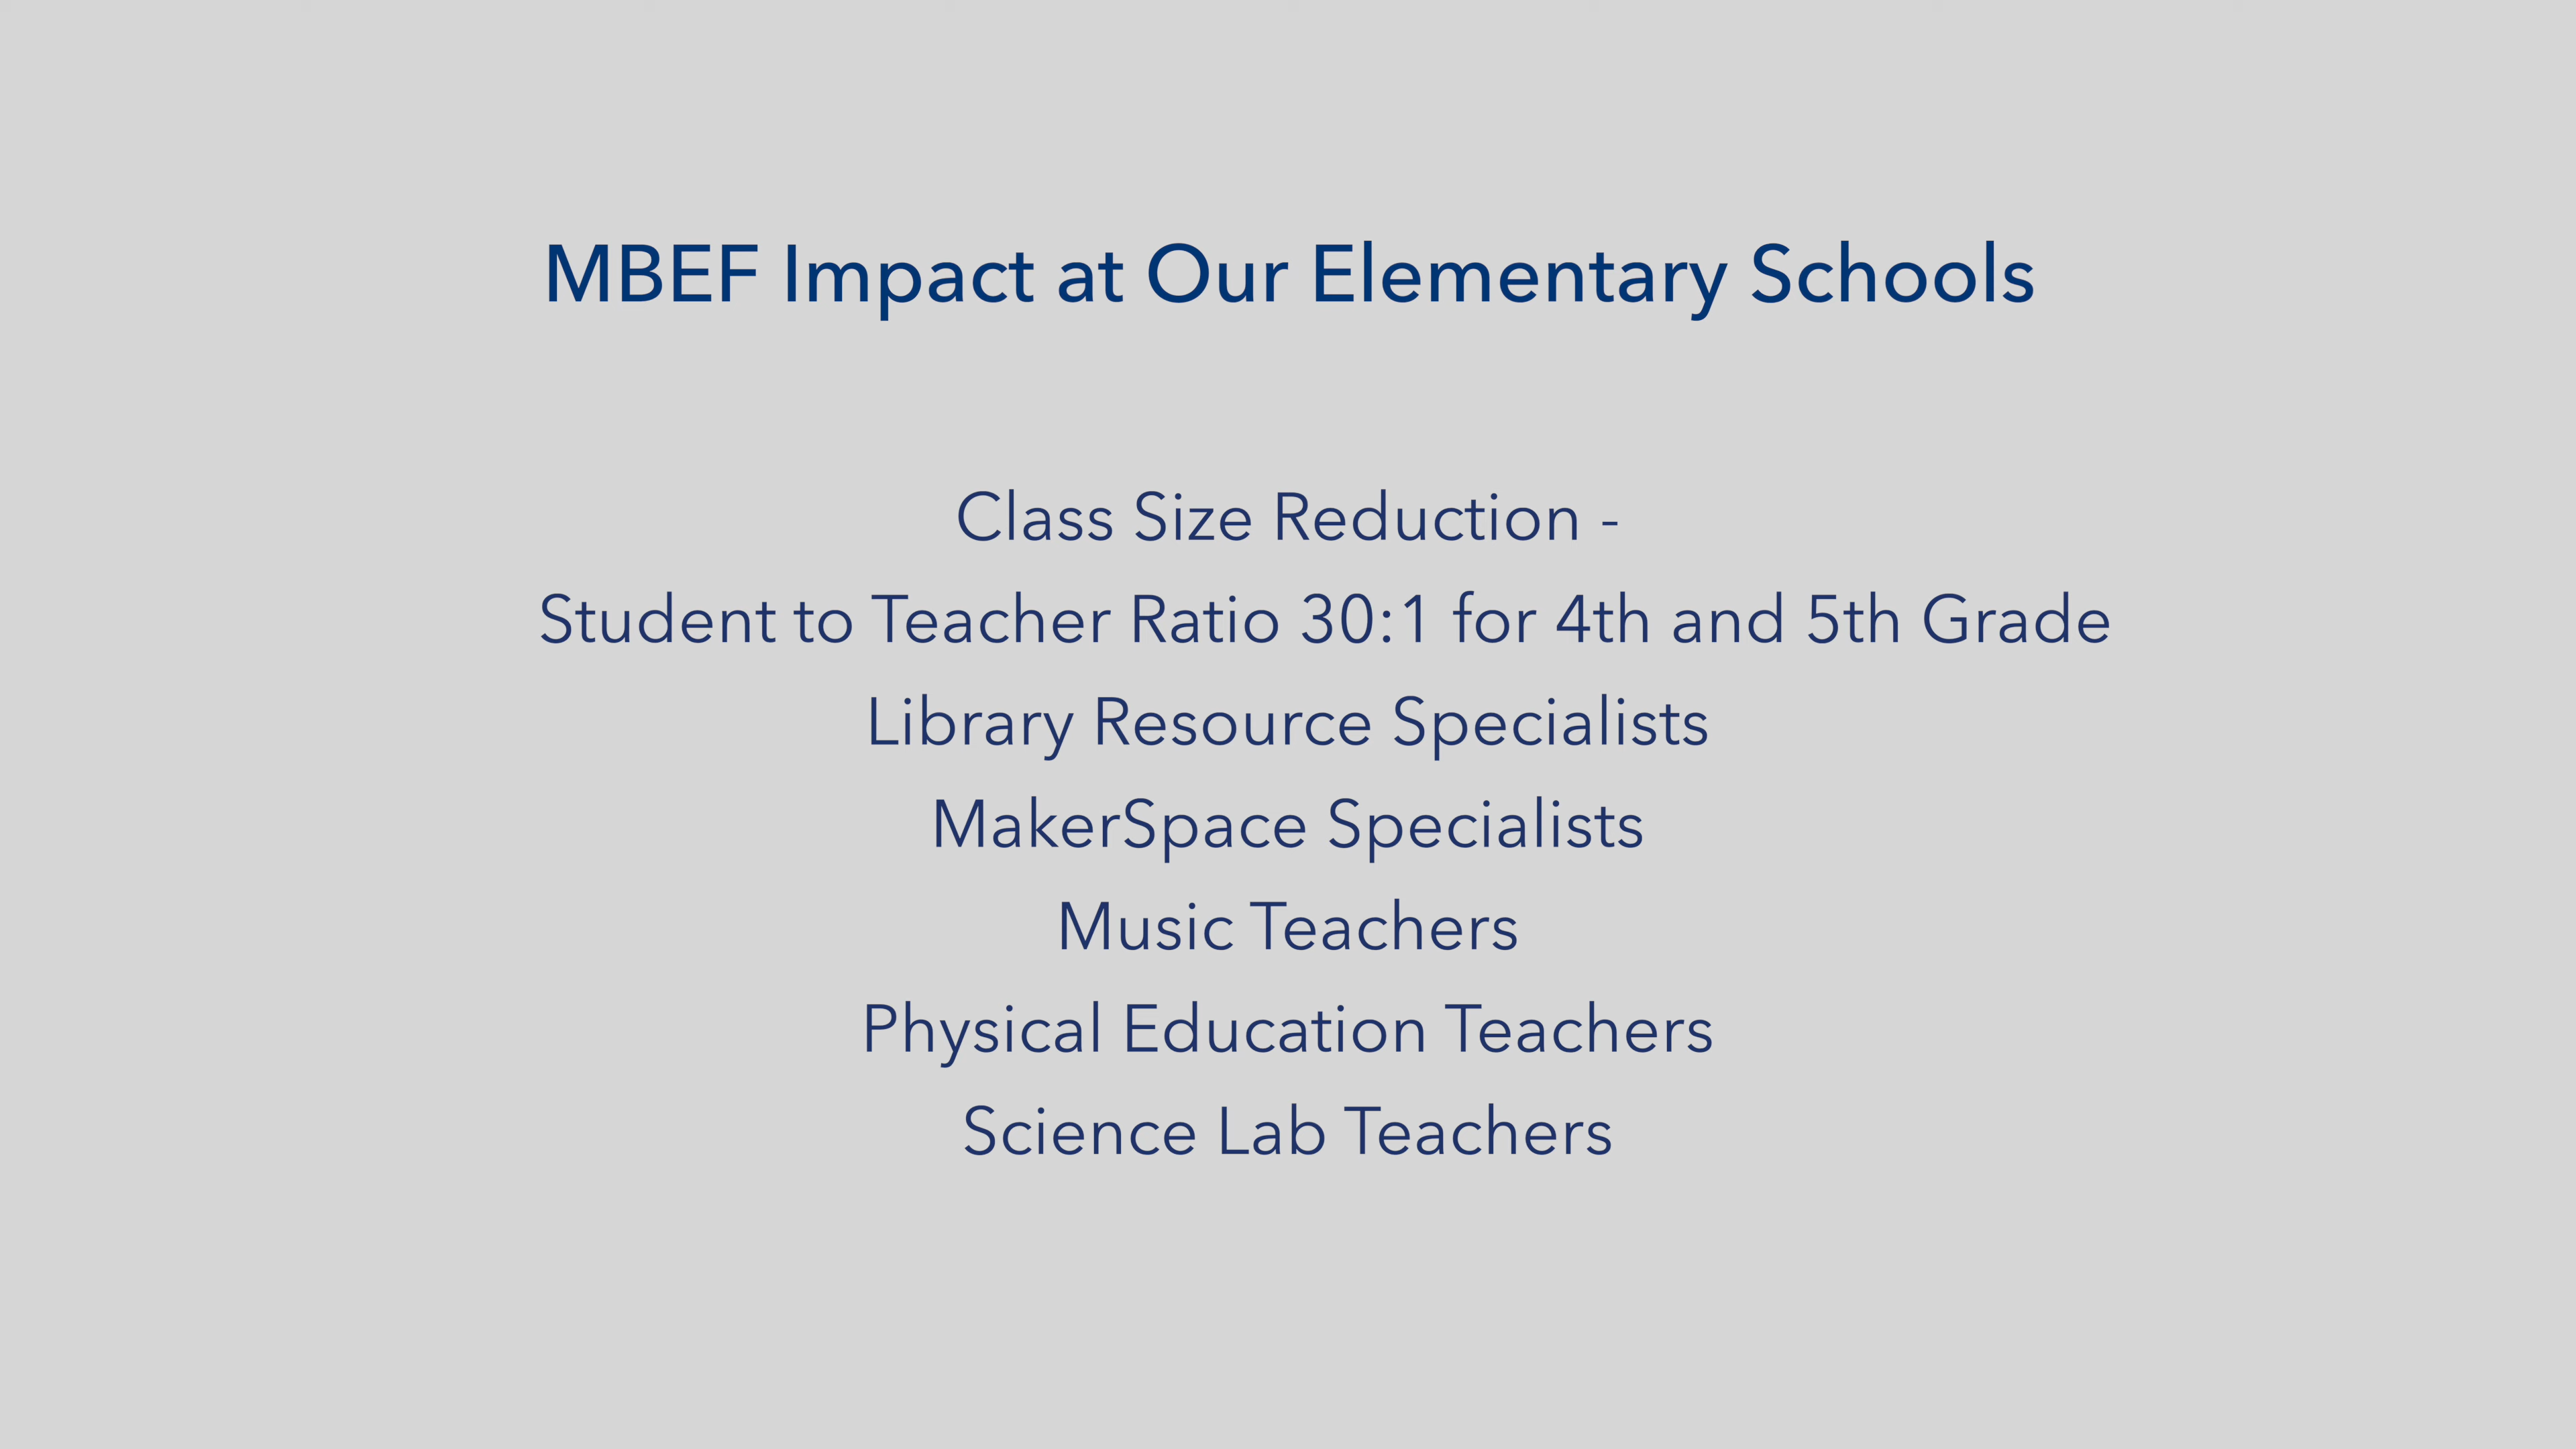 MBEF Impact at Our Elementary Schools
Class Size Reduction -
Student to Teacher Ratio 30:1 for 4th and 5th Grade
Library Resource Specialists
MakerSpace Specialists
Music Teachers
Physical Education Teachers
Science Lab Teachers